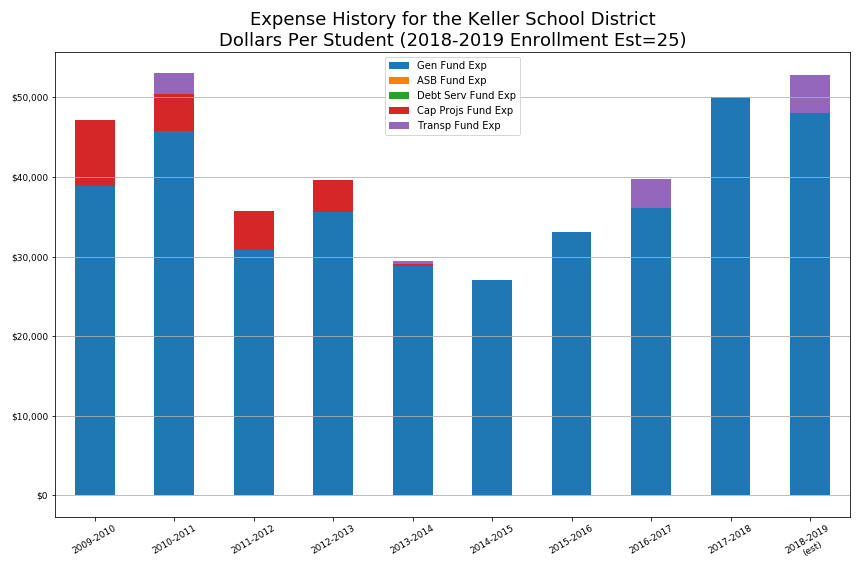 Expense History for the Keller School District
Dollars Per Student (2018-2019 Enrollment Est=25)
Gen Fund Exp
ASB Fund Exp
Debt Serv Fund Exp
Cap Projs Fund Exp
Transp Fund Exp
$50,000
$40,000
$30,000
$20,000
$10,000
$0
2009-2010
2010-2011
2011-2012
2012-2013
2013-2014
2014-2015
2015-2016
2016-2017
2017-2018
2018-2019
(est)